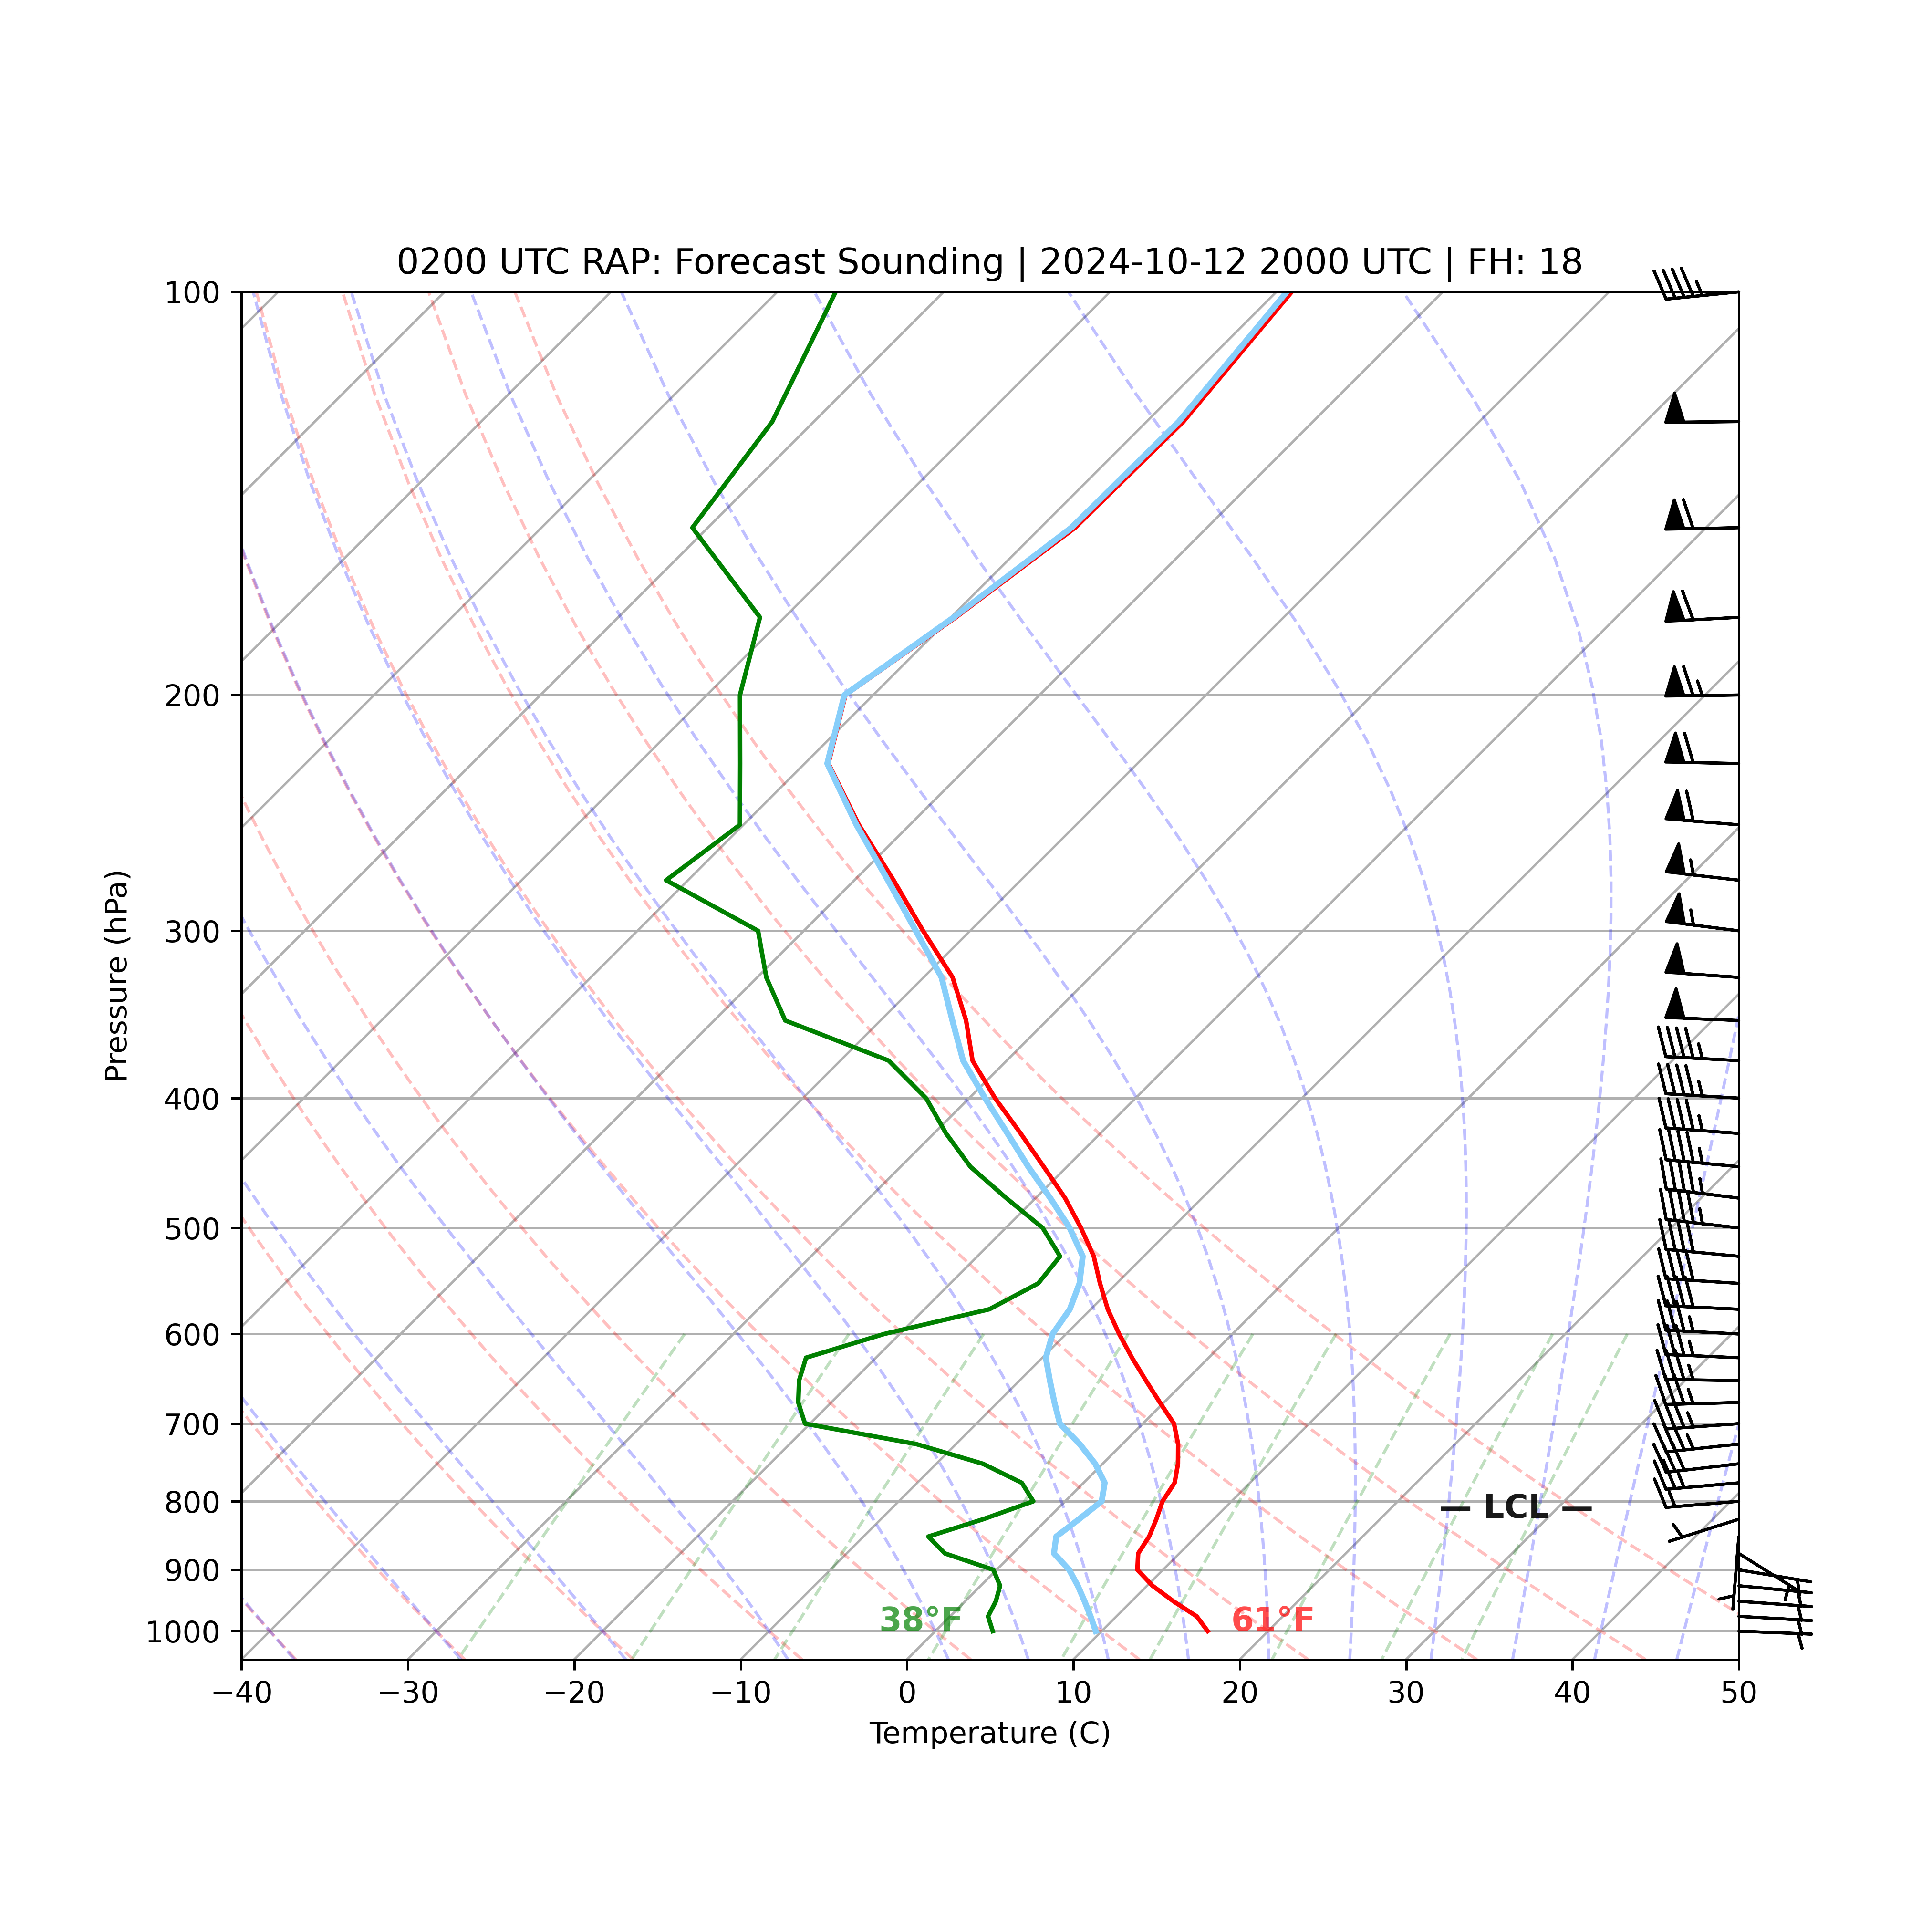 0200 UTC RAP: Forecast Sounding | 2024-10-12 2000 UTC | FH: 18
100
200
300
400
500
600
700
800
900
1000
Pressure (hPa)
— LCL —
38°F
61°F
−40 −30 −20 −10 0 10 20 30 40 50
Temperature (C)